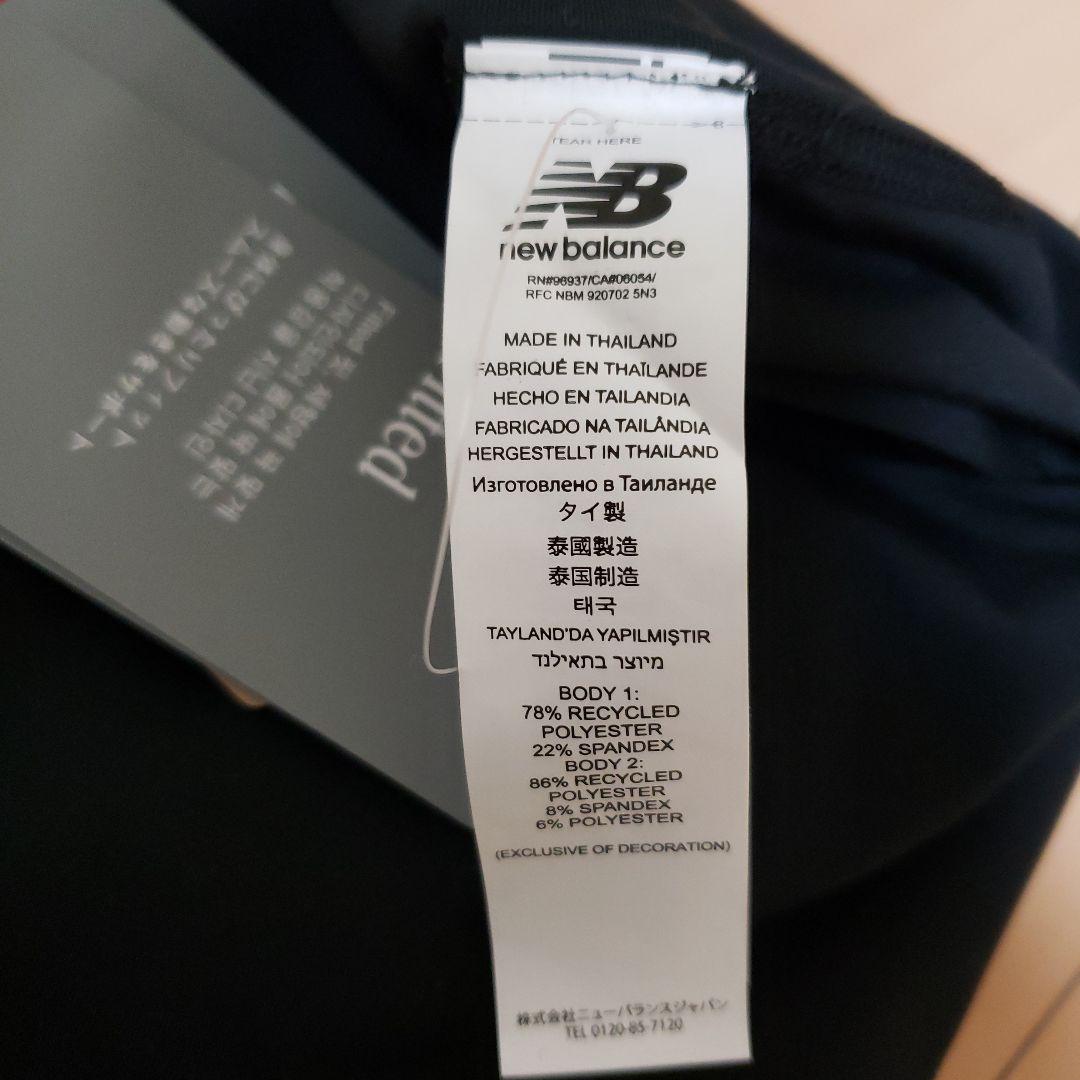 TEAR HERE
NB
new balance
RN#96937/CA#06054/
RFC NBM 920702 5N3
MADE IN THAILAND
FABRIQUÉ EN THAÏLANDE
HECHO EN TAILANDIA
FABRICADO NA TAILÂNDIA
HERGESTELLT IN THAILAND
Изготовлено в Таиланде
タイ製
泰國製造
泰国制造
태국
TAYLAND'DA YAPILMIŞTIR
מיוצר בתאילנד
BODY 1:
78% RECYCLED
POLYESTER
22% SPANDEX
BODY 2:
86% RECYCLED
POLYESTER
8% SPANDEX
6% POLYESTER
(EXCLUSIVE OF DECORATION)
株式会社ニューバランスジャパン
TEL 0120-85-7120